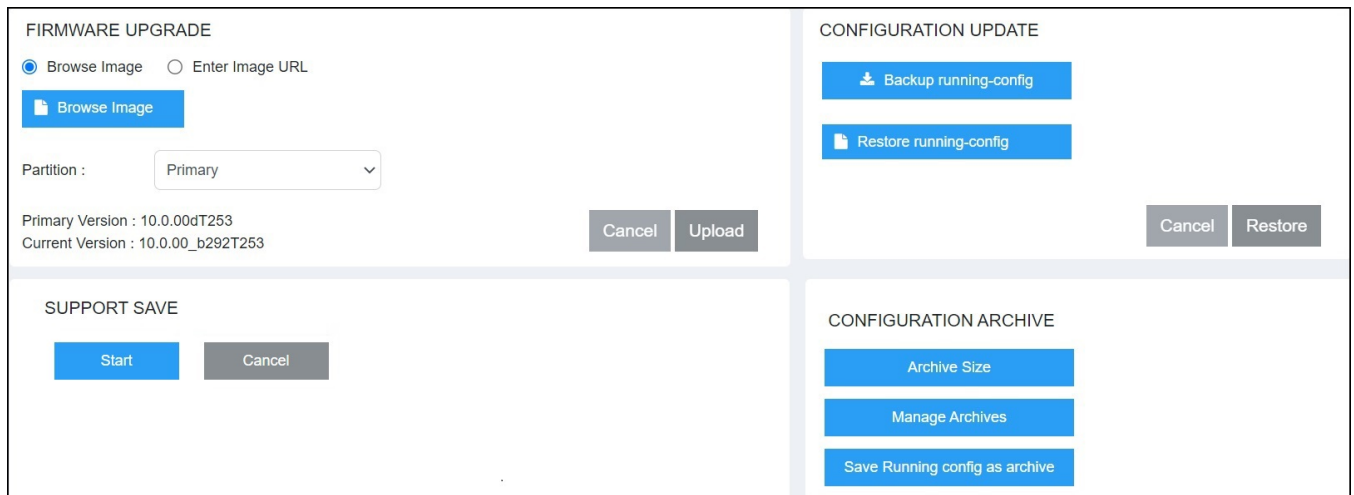 FIRMWARE UPGRADE
Browse Image Enter Image URL
Browse Image
Partition : Primary
Primary Version : 10.0.00dT253
Current Version : 10.0.00_b292T253
Cancel Upload
CONFIGURATION UPDATE
Backup running-config
Restore running-config
Cancel Restore
SUPPORT SAVE
Start Cancel
CONFIGURATION ARCHIVE
Archive Size
Manage Archives
Save Running config as archive